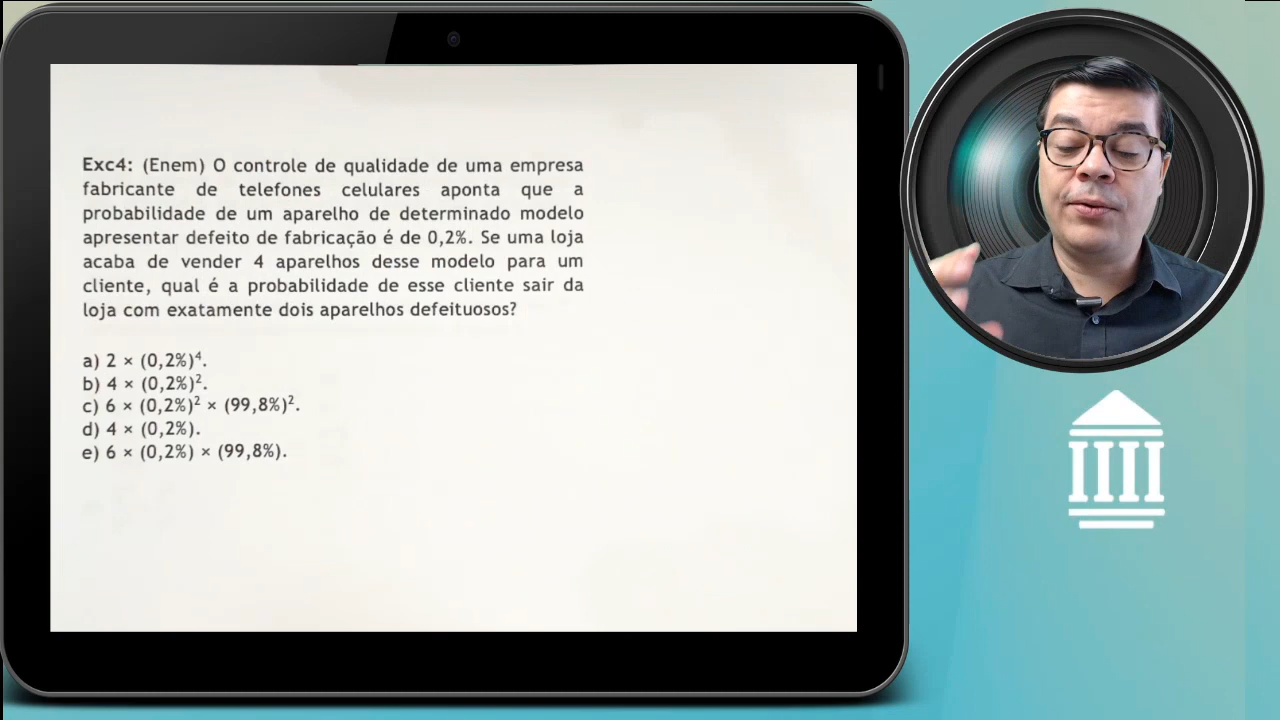 Exc4: (Enem) O controle de qualidade de uma empresa
fabricante de telefones celulares aponta que a
probabilidade de um aparelho de determinado modelo
apresentar defeito de fabricação é de 0,2%. Se uma loja
acaba de vender 4 aparelhos desse modelo para um
cliente, qual é a probabilidade de esse cliente sair da
loja com exatamente dois aparelhos defeituosos?
a) 2 × (0,2%)⁴.
b) 4 × (0,2%)².
c) 6 × (0,2%)² × (99,8%)².
d) 4 × (0,2%).
e) 6 × (0,2%) × (99,8%).